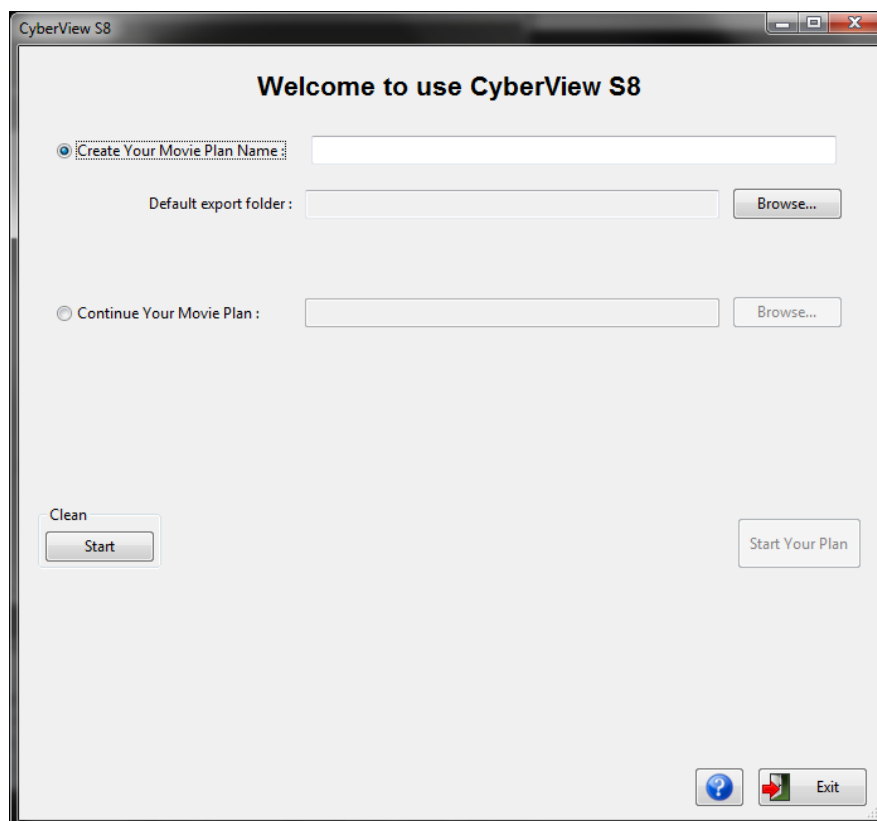 CyberView S8
Welcome to use CyberView S8
Create Your Movie Plan Name :
Default export folder :
Browse...
Continue Your Movie Plan :
Browse...
Clean
Start
Start Your Plan
?
Exit